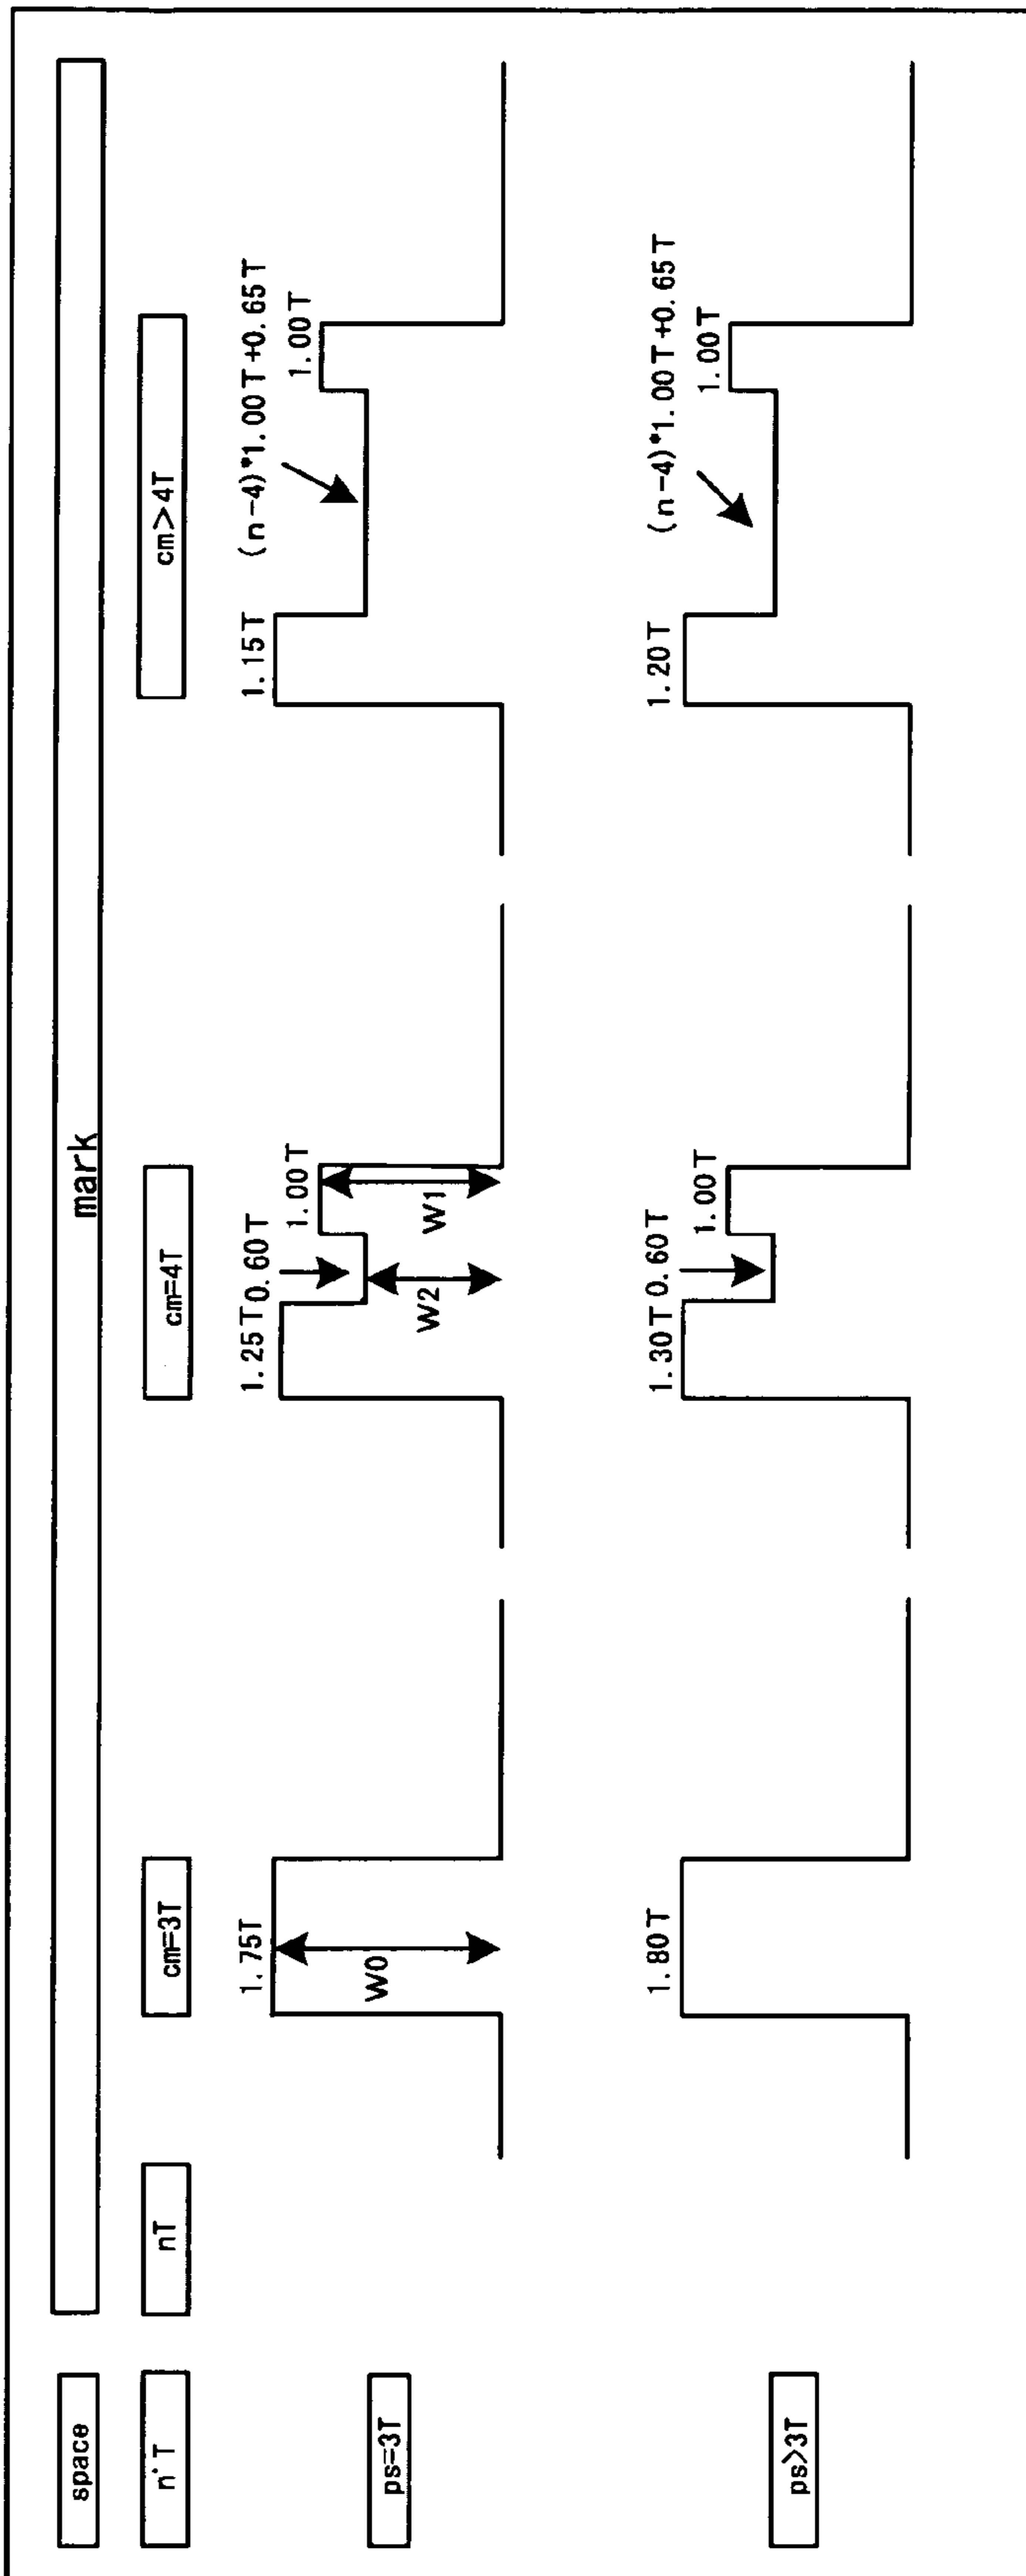 space
mark
n'T
nT
cm=3T
cm=4T
cm>4T
ps=3T
1.75T
W0
1.25T
0.60T
1.00T
W2
W1
1.15T
(n-4)*1.00T+0.65T
1.00T
ps>3T
1.80T
1.30T
0.60T
1.00T
1.20T
(n-4)*1.00T+0.65T
1.00T